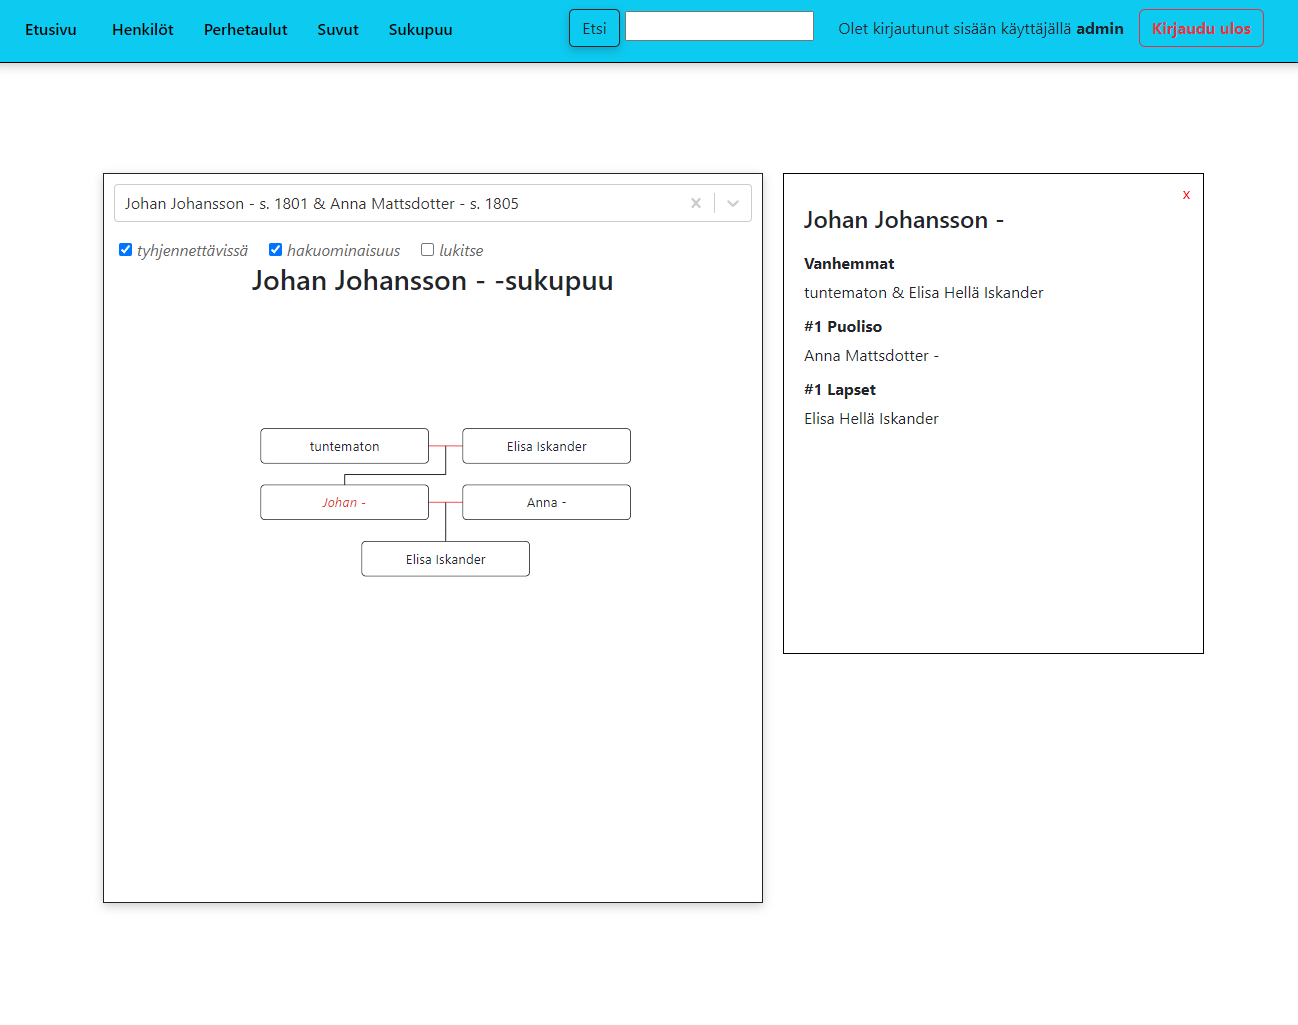 Etusivu Henkilöt Perhetaulut Suvut Sukupuu Etsi Olet kirjautunut sisään käyttäjällä admin Kirjaudu ulos
Johan Johansson - s. 1801 & Anna Mattsdotter - s. 1805
tyhjennettävissä hakuominaisuus lukitse
Johan Johansson - -sukupuu
tuntematon Elisa Iskander
Johan - Anna -
Elisa Iskander
x
Johan Johansson -
Vanhemmat
tuntematon & Elisa Hellä Iskander
#1 Puoliso
Anna Mattsdotter -
#1 Lapset
Elisa Hellä Iskander